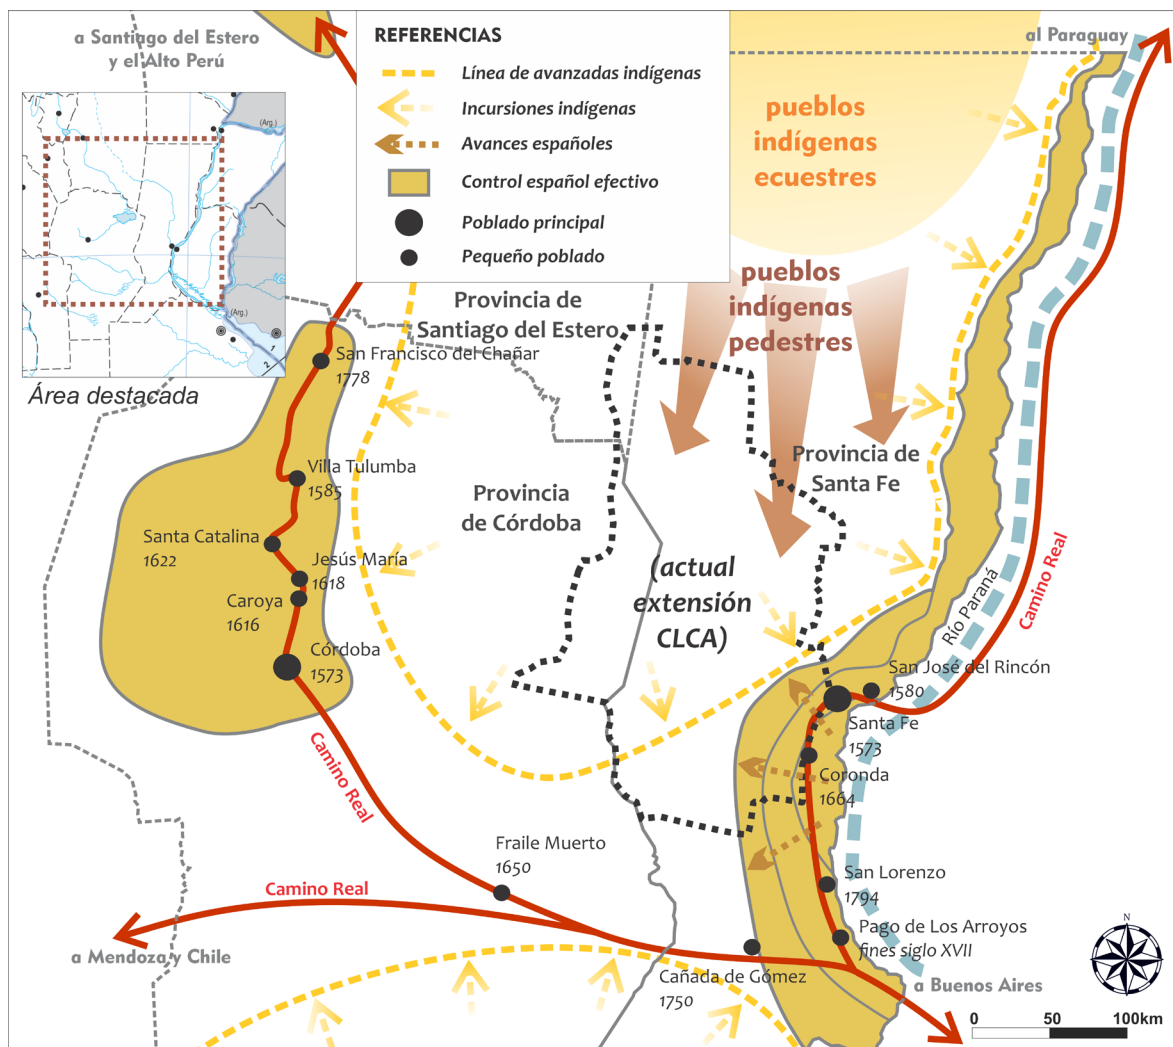 a Santiago del Estero
y el Alto Perú
REFERENCIAS
Línea de avanzadas indígenas
Incursiones indígenas
Avances españoles
Control español efectivo
Poblado principal
Pequeño poblado
al Paraguay
pueblos
indígenas
ecuestres
pueblos
indígenas
pedestres
(Arg.)
(Arg.)
1
2
Área destacada
Provincia de
Santiago del Estero
San Francisco del Chañar
1778
Villa Tulumba
1585
Provincia
de Córdoba
Provincia de
Santa Fe
Santa Catalina
1622
Jesús María
1618
Caroya
1616
(actual
extensión
CLCA)
Río Paraná
Camino Real
Córdoba
1573
San José del Rincón
1580
Santa Fe
1573
Camino Real
Coronda
1664
Fraile Muerto
1650
Camino Real
San Lorenzo
1794
a Mendoza y Chile
Pago de Los Arroyos
fines siglo XVII
Cañada de Gómez
1750
a Buenos Aires
N
0 50 100km